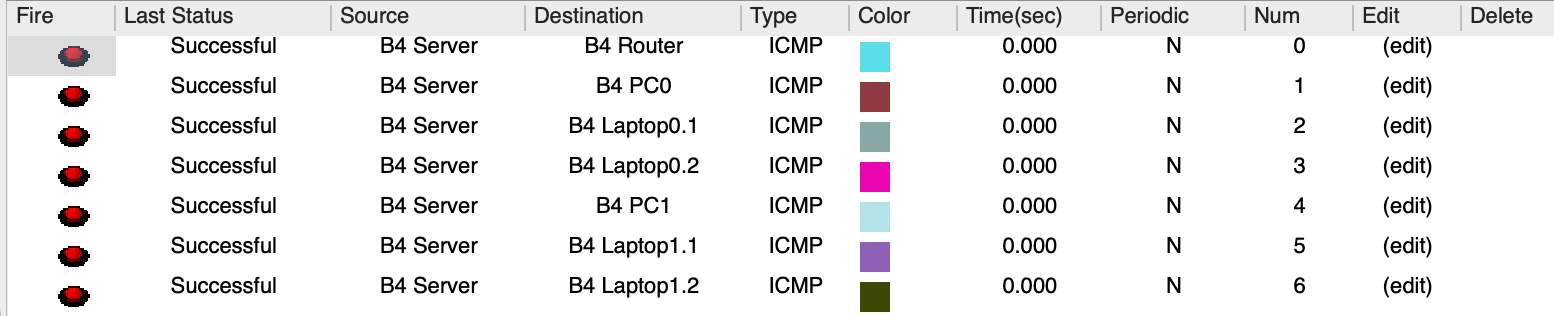 Fire Last Status Source Destination Type Color Time(sec) Periodic Num Edit Delete
Successful B4 Server B4 Router ICMP 0.000 N 0 (edit)
Successful B4 Server B4 PC0 ICMP 0.000 N 1 (edit)
Successful B4 Server B4 Laptop0.1 ICMP 0.000 N 2 (edit)
Successful B4 Server B4 Laptop0.2 ICMP 0.000 N 3 (edit)
Successful B4 Server B4 PC1 ICMP 0.000 N 4 (edit)
Successful B4 Server B4 Laptop1.1 ICMP 0.000 N 5 (edit)
Successful B4 Server B4 Laptop1.2 ICMP 0.000 N 6 (edit)